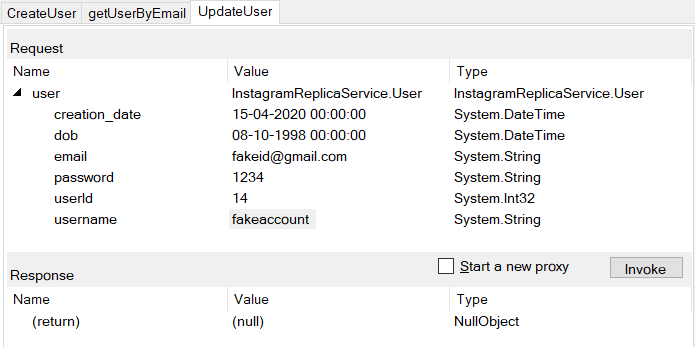 CreateUser getUserByEmail UpdateUser
Request
Name Value Type
user InstagramReplicaService.User InstagramReplicaService.User
creation_date 15-04-2020 00:00:00 System.DateTime
dob 08-10-1998 00:00:00 System.DateTime
email fakeid@gmail.com System.String
password 1234 System.String
userId 14 System.Int32
username fakeaccount System.String
Response Start a new proxy Invoke
Name Value Type
(return) (null) NullObject